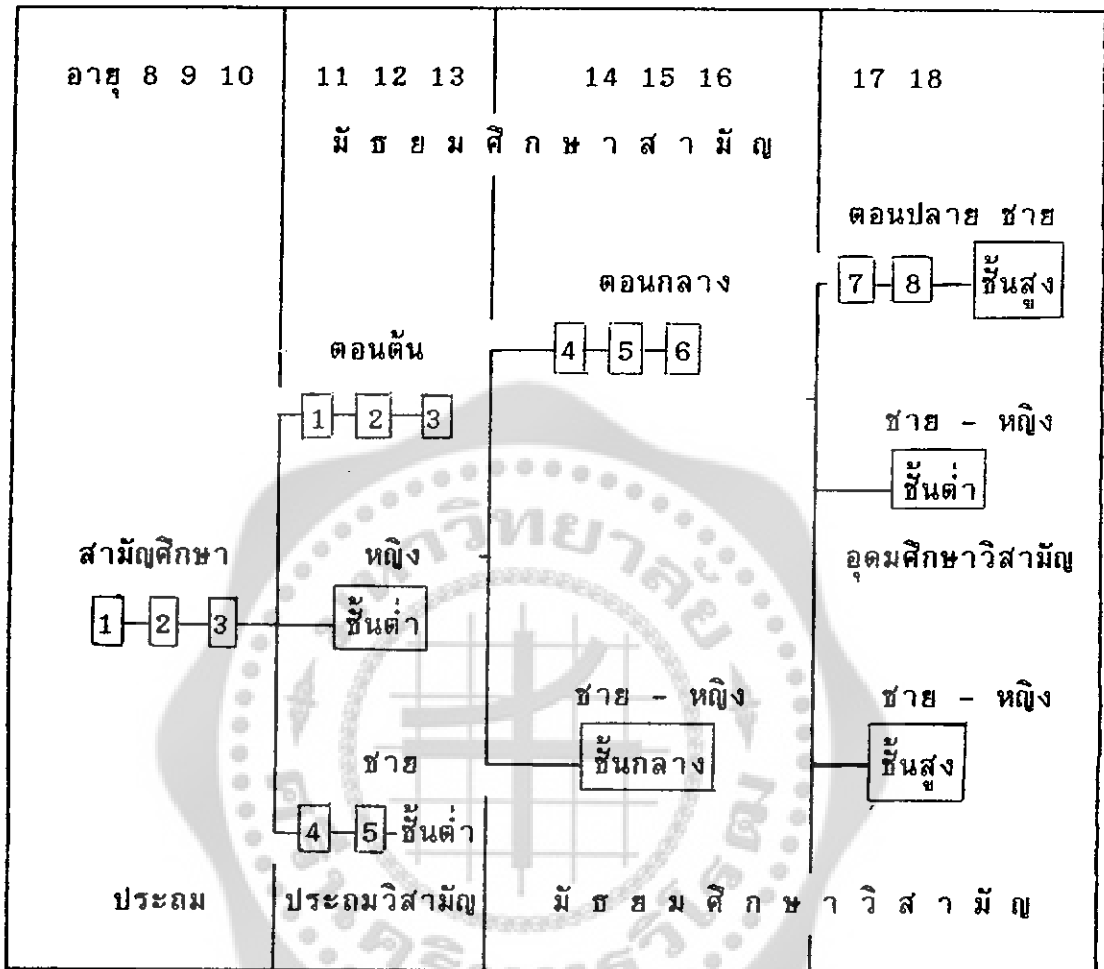 อายุ 8 9 10 11 12 13 14 15 16 17 18
มัธยมศึกษาสามัญ
ตอนปลาย ชาย
7 8 ชั้นสูง
ตอนกลาง
4 5 6
ตอนต้น
1 2 3
ชาย - หญิง
ชั้นต่ำ
สามัญศึกษา หญิง อุดมศึกษาวิสามัญ
1 2 3 ชั้นต่ำ
ชาย - หญิง ชาย - หญิง
ชั้นกลาง ชั้นสูง
ชาย
4 5 ชั้นต่ำ
ประถม ประถมวิสามัญ มัธยมศึกษาวิสามัญ